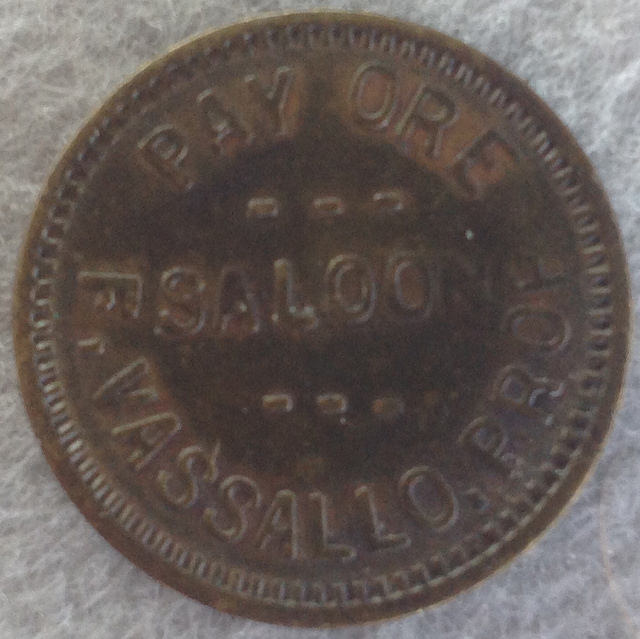 PAY ORE
SALOON
F. VASSALLO, PROP